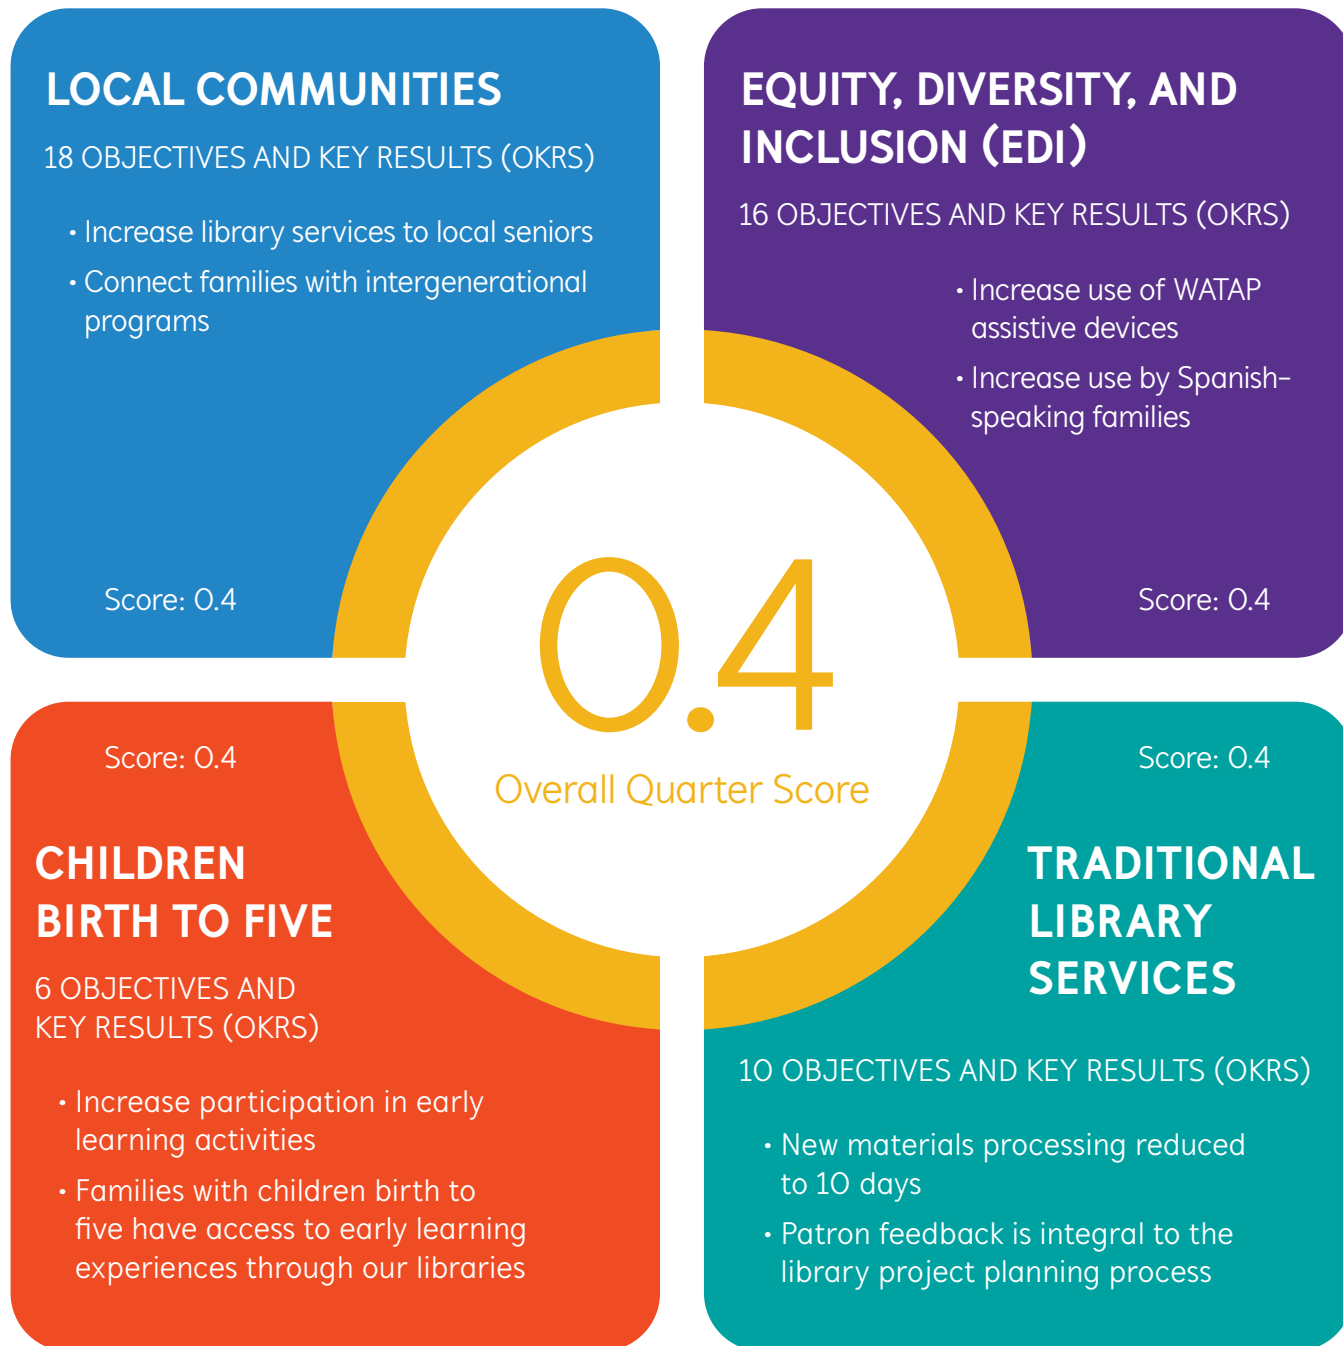 LOCAL COMMUNITIES
18 OBJECTIVES AND KEY RESULTS (OKRS)
• Increase library services to local seniors
• Connect families with intergenerational
programs
Score: 0.4
EQUITY, DIVERSITY, AND
INCLUSION (EDI)
16 OBJECTIVES AND KEY RESULTS (OKRS)
• Increase use of WATAP
assistive devices
• Increase use by Spanish-
speaking families
Score: 0.4
0.4
Overall Quarter Score
Score: 0.4
CHILDREN
BIRTH TO FIVE
6 OBJECTIVES AND
KEY RESULTS (OKRS)
• Increase participation in early
learning activities
• Families with children birth to
five have access to early learning
experiences through our libraries
Score: 0.4
TRADITIONAL
LIBRARY
SERVICES
10 OBJECTIVES AND KEY RESULTS (OKRS)
• New materials processing reduced
to 10 days
• Patron feedback is integral to the
library project planning process